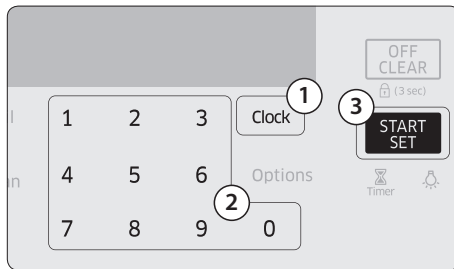 OFF
CLEAR
(3 sec)
1
3
l
1 2 3
Clock
START
SET
an
4 5 6
Options
Timer
2
7 8 9 0